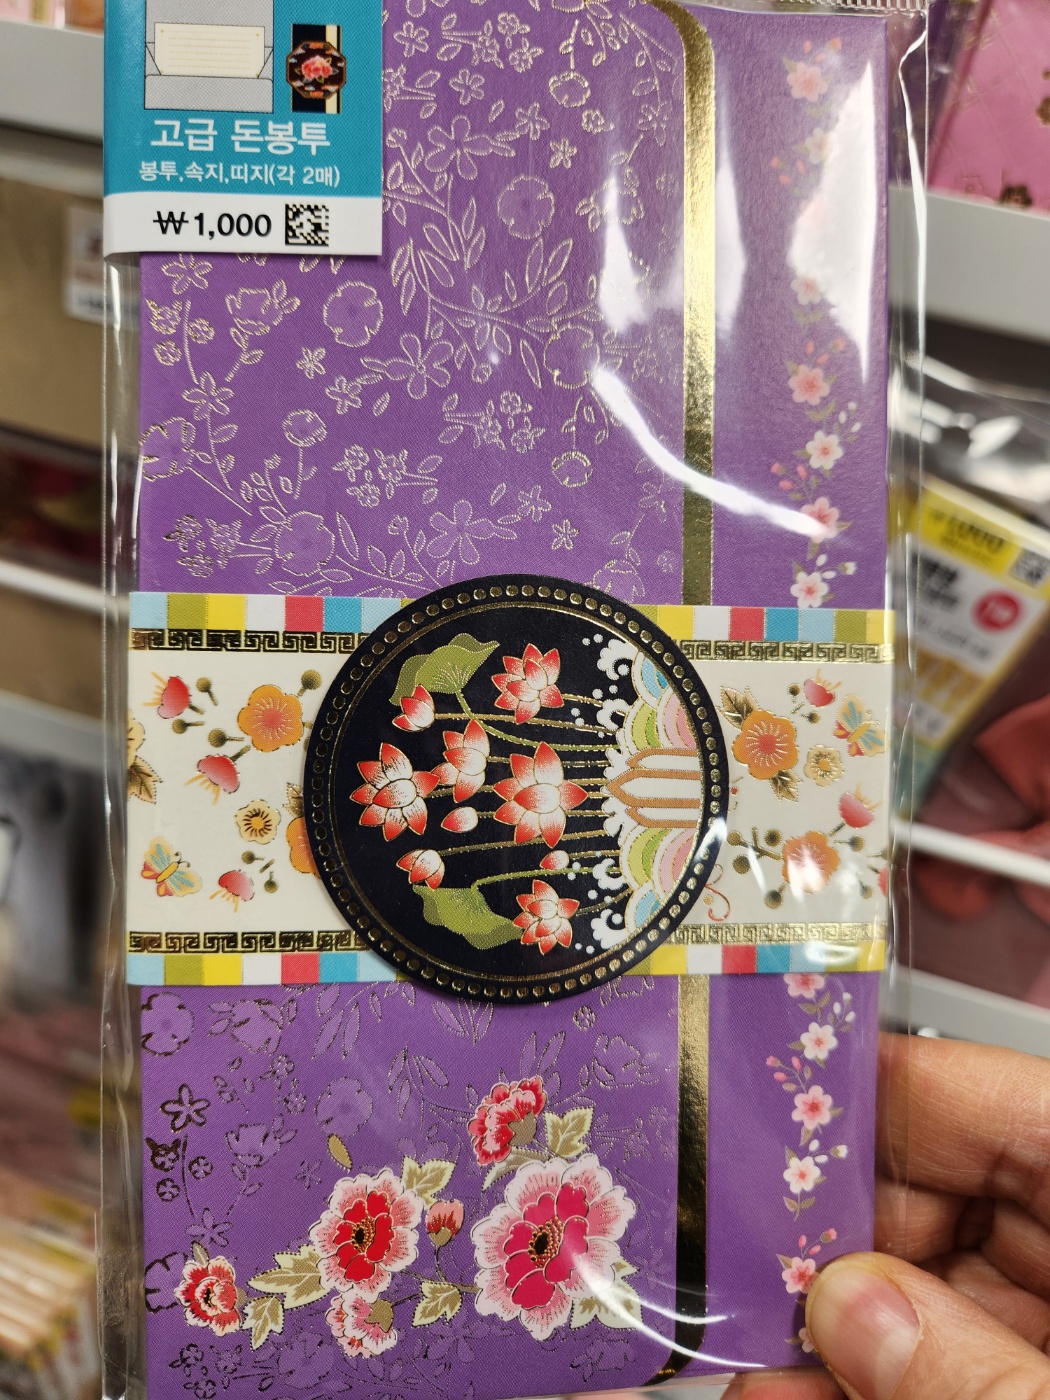 고급 돈봉투
봉투,속지,띠지(각 2매)
₩1,000